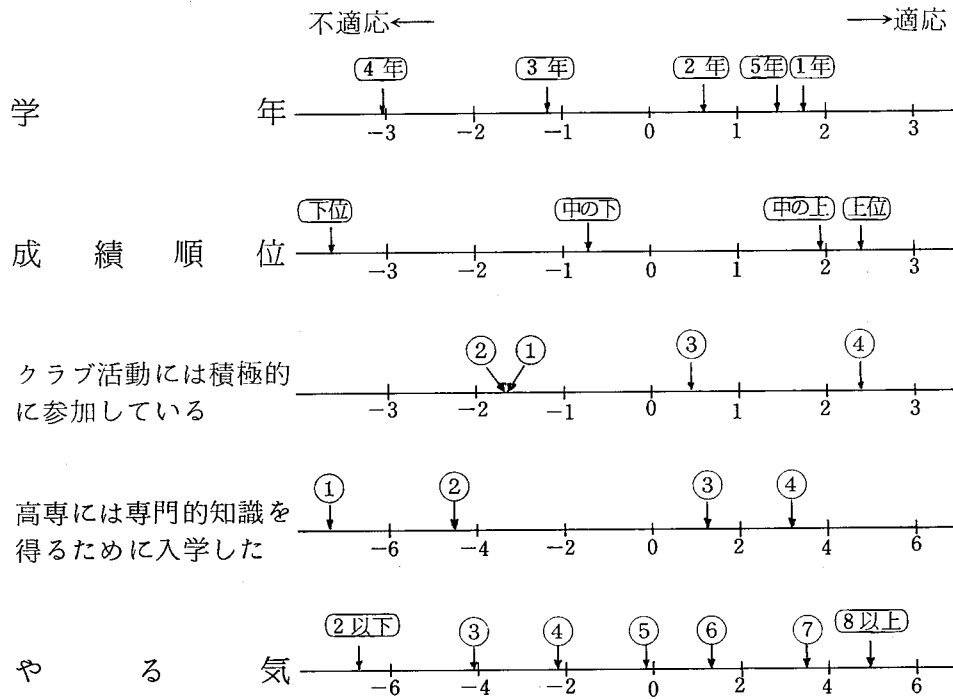 不適応← →適応
4年 3年 2年 5年 1年
学年
-3 -2 -1 0 1 2 3
下位 中の下 中の上 上位
成績順位
-3 -2 -1 0 1 2 3
② ① ③ ④
クラブ活動には積極的
に参加している
-3 -2 -1 0 1 2 3
① ② ③ ④
高専には専門的知識を
得るために入学した
-6 -4 -2 0 2 4 6
2以下 ③ ④ ⑤ ⑥ ⑦ 8以上
やる気
-6 -4 -2 0 2 4 6